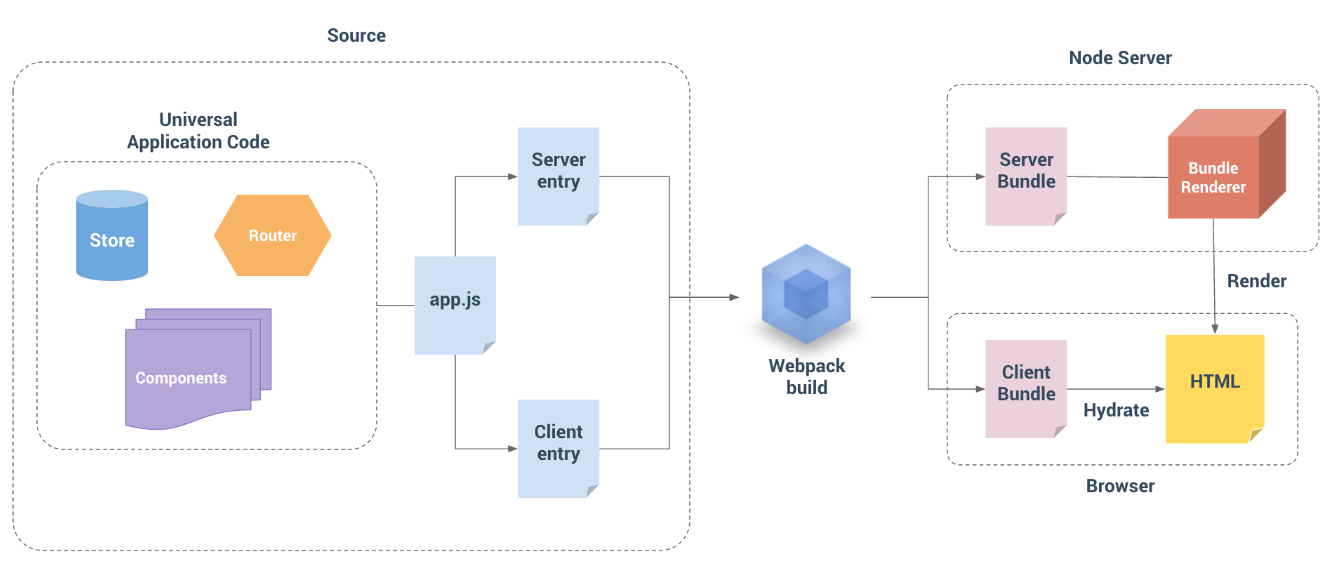 Source
Universal
Application Code
Store
Router
Components
app.js
Server
entry
Client
entry
Webpack
build
Node Server
Server
Bundle
Bundle
Renderer
Render
Client
Bundle
Hydrate
HTML
Browser